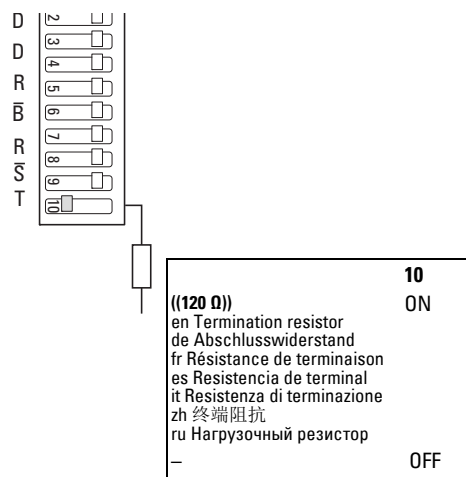 D
2
3
D
4
R
5
B̅
6
7
R
8
S̅
9
T
10
10
((120 Ω)) ON
en Termination resistor
de Abschlusswiderstand
fr Résistance de terminaison
es Resistencia de terminal
it Resistenza di terminazione
zh 终端阻抗
ru Нагрузочный резистор
– OFF